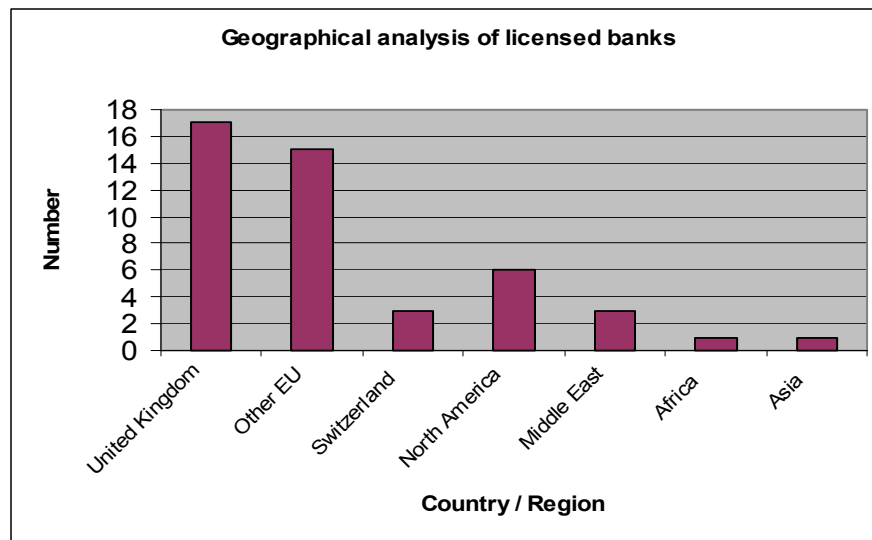 Geographical analysis of licensed banks
Number
18
16
14
12
10
8
6
4
2
0
United Kingdom
Other EU
Switzerland
North America
Middle East
Africa
Asia
Country / Region